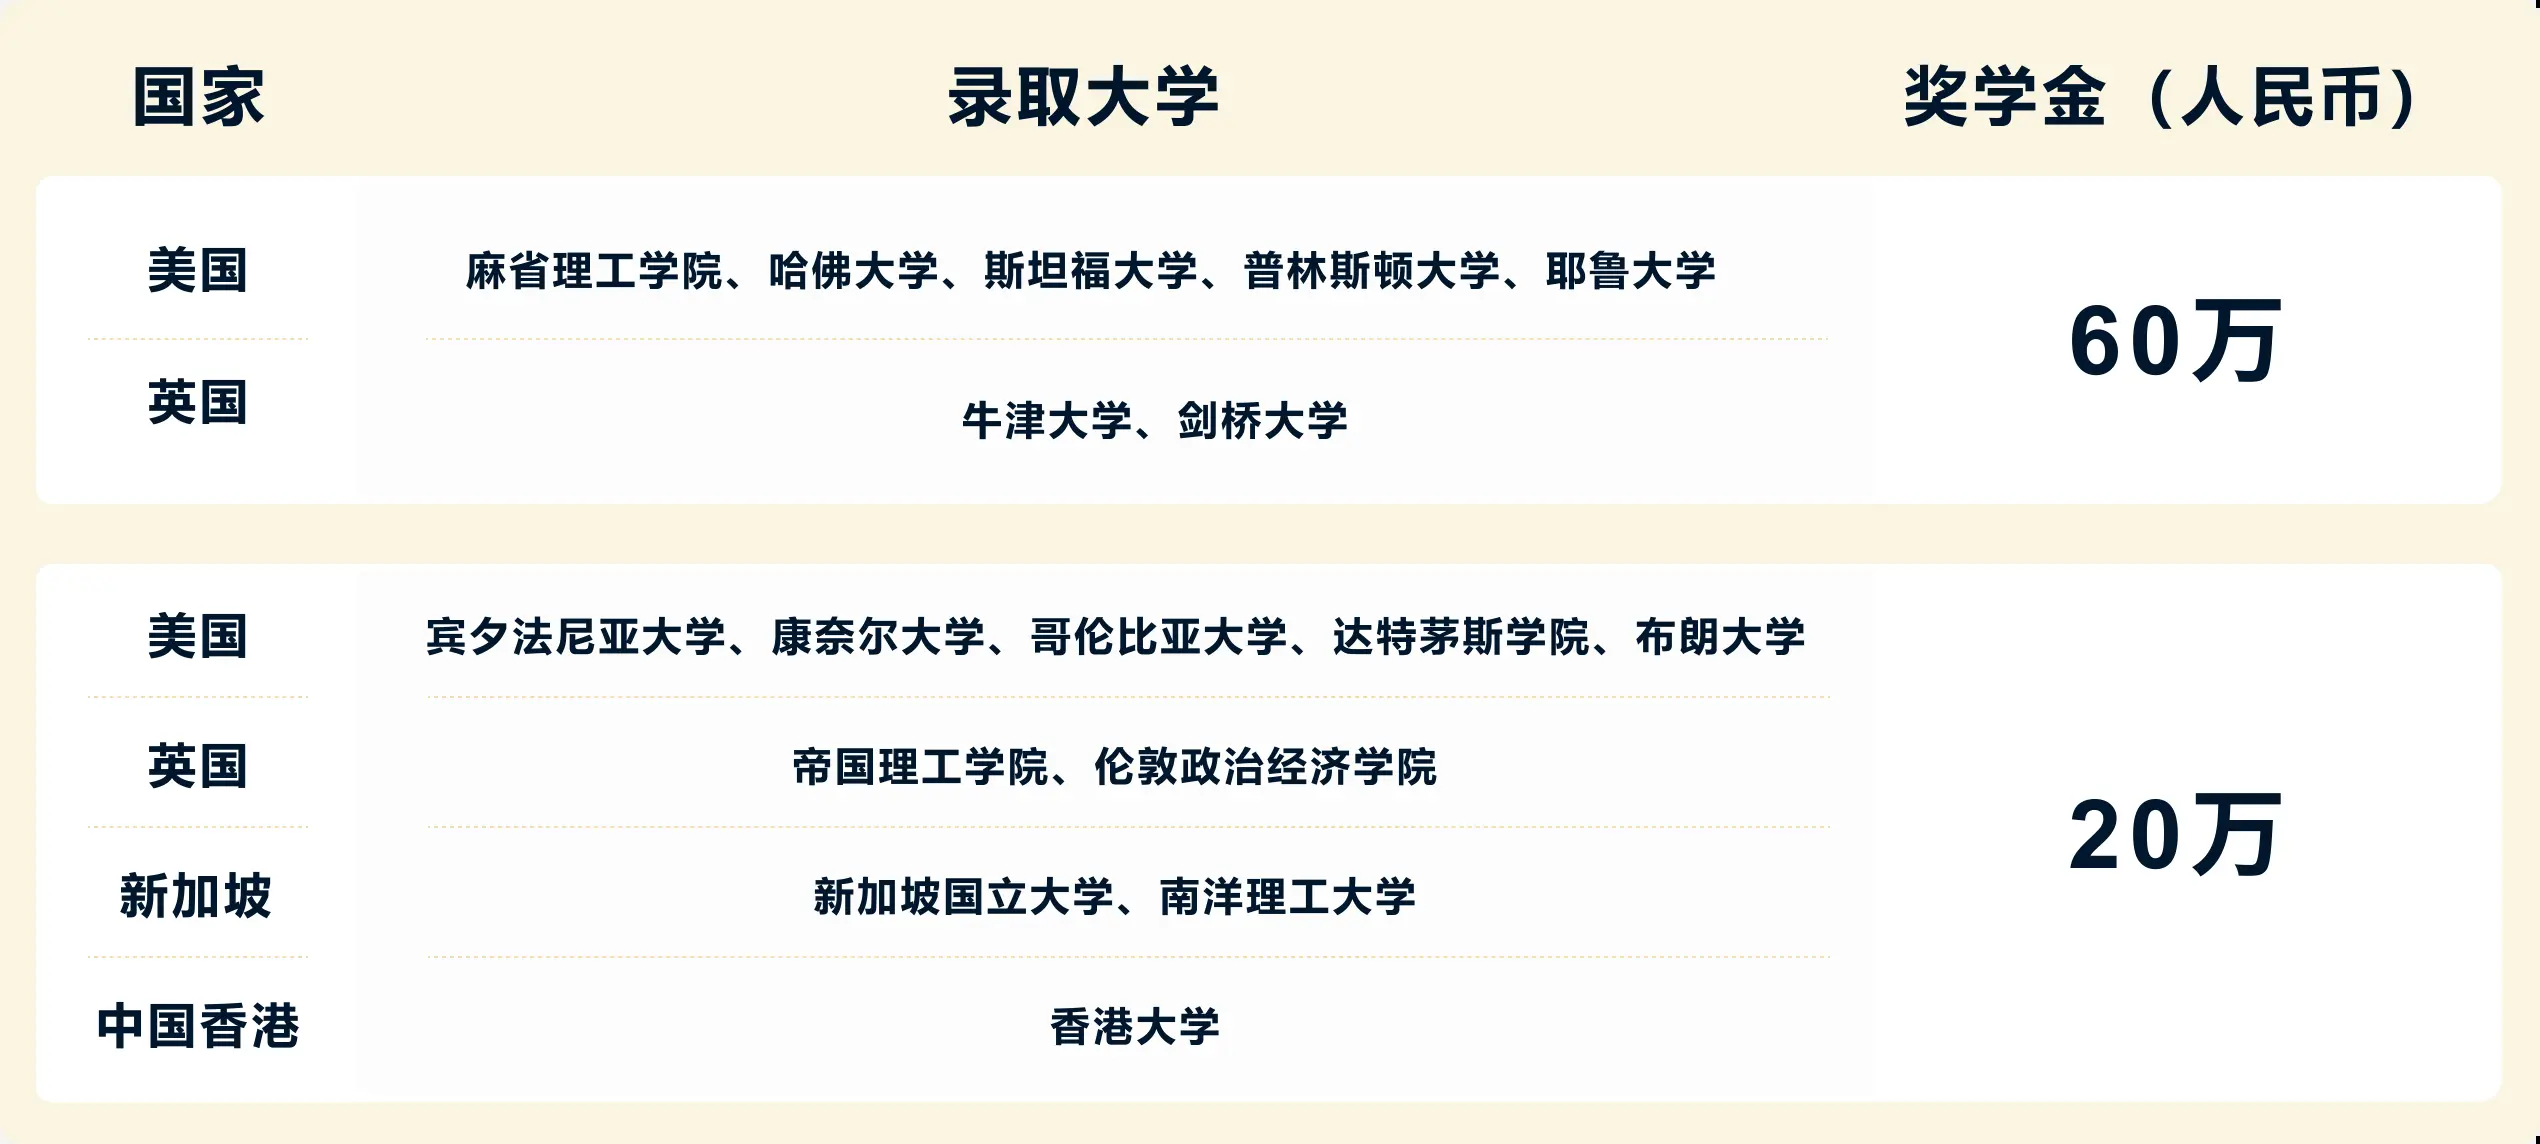 国家 录取大学 奖学金（人民币）
美国 麻省理工学院、哈佛大学、斯坦福大学、普林斯顿大学、耶鲁大学
60万
英国 牛津大学、剑桥大学
美国 宾夕法尼亚大学、康奈尔大学、哥伦比亚大学、达特茅斯学院、布朗大学
英国 帝国理工学院、伦敦政治经济学院
20万
新加坡 新加坡国立大学、南洋理工大学
中国香港 香港大学